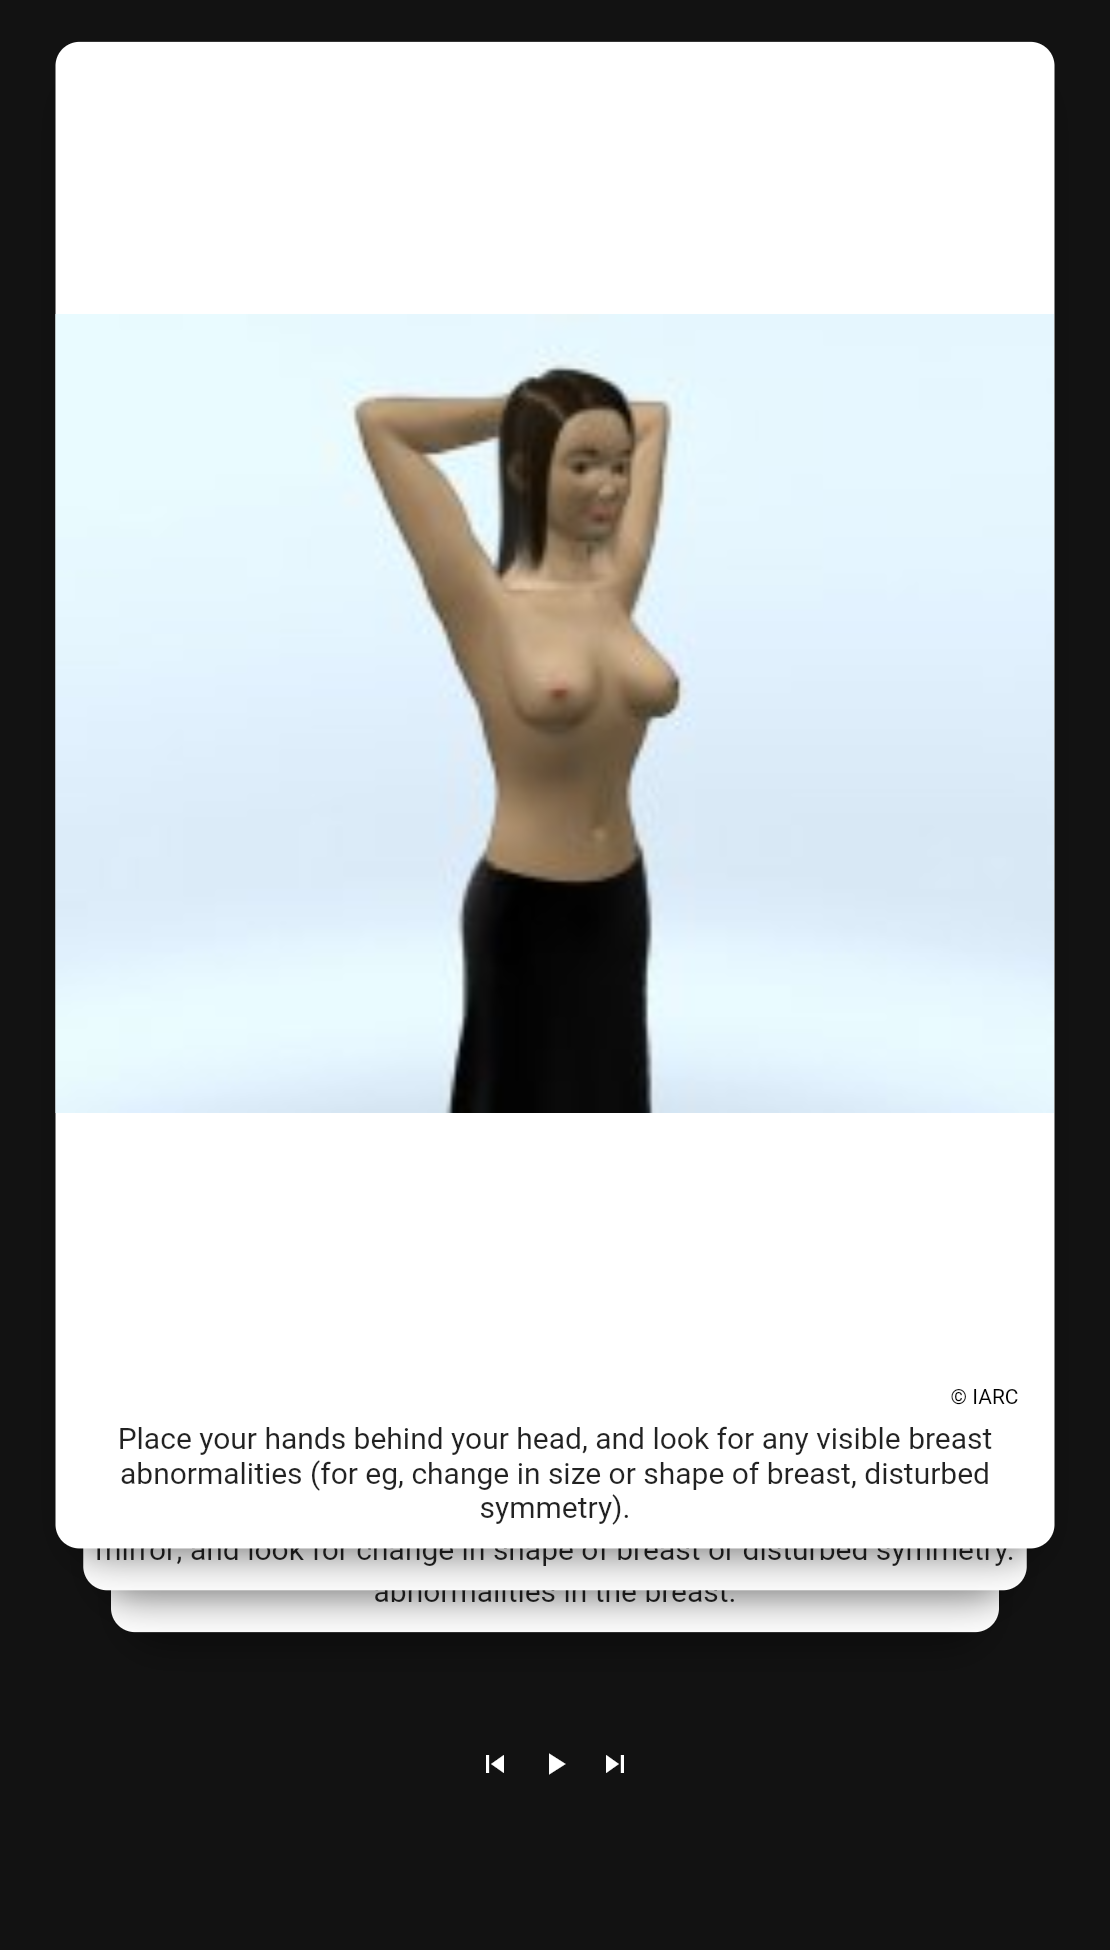 © IARC
Place your hands behind your head, and look for any visible breast
abnormalities (for eg, change in size or shape of breast, disturbed
symmetry).
mirror, and look for change in shape of breast or disturbed symmetry.
abnormalities in the breast.